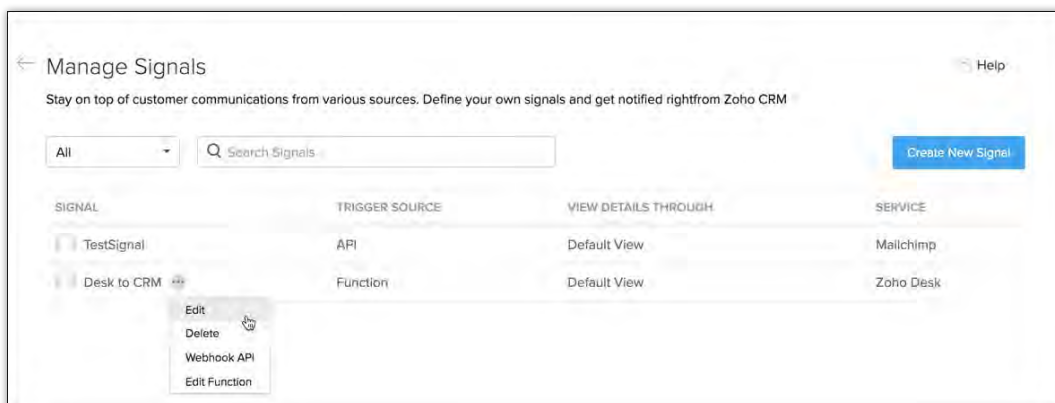 Manage Signals
Help
Stay on top of customer communications from various sources. Define your own signals and get notified rightfrom Zoho CRM
All
Search Signals
Create New Signal
SIGNAL TRIGGER SOURCE VIEW DETAILS THROUGH SERVICE
TestSignal API Default View Mailchimp
Desk to CRM Function Default View Zoho Desk
Edit
Delete
Webhook API
Edit Function